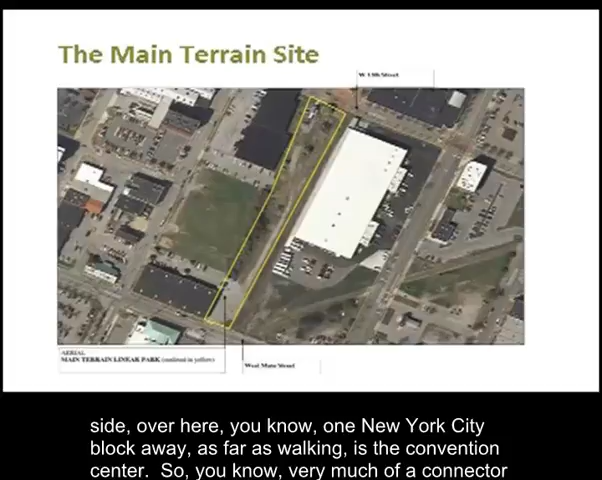 The Main Terrain Site
W. 13th Street
AERIAL
MAIN TERRAIN LINEAR PARK (outlined in yellow)
West Main Street
side, over here, you know, one New York City
block away, as far as walking, is the convention
center.  So, you know, very much of a connector